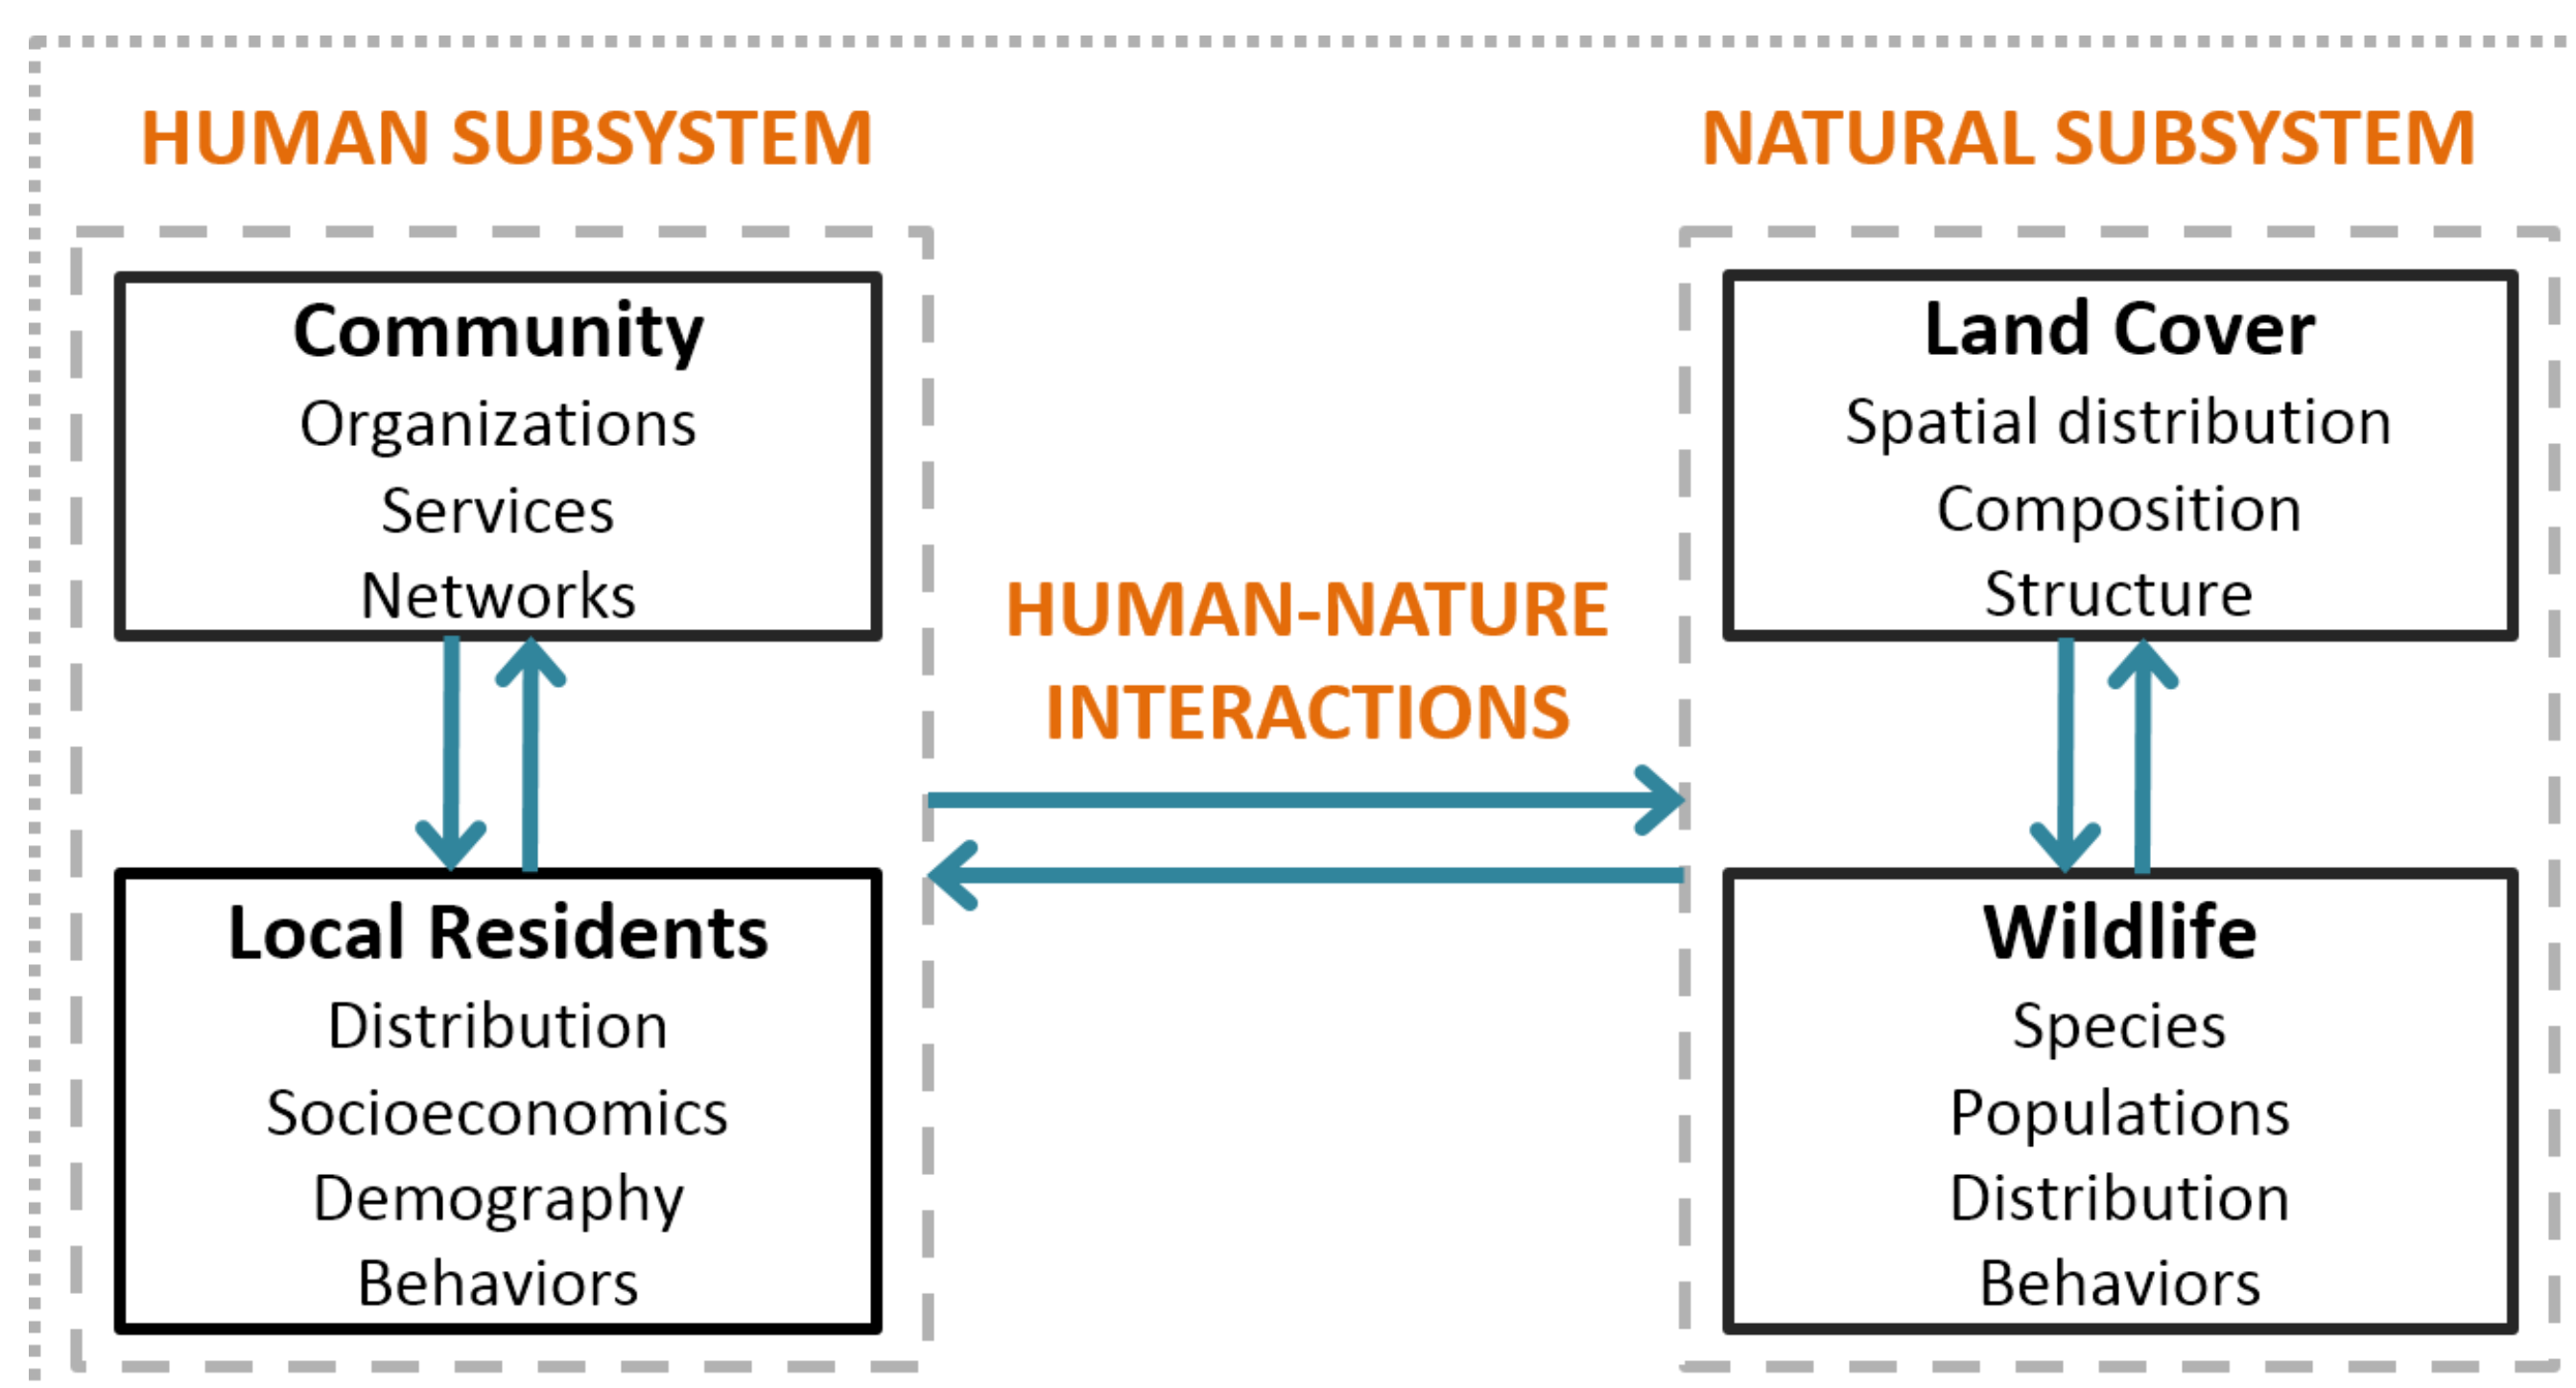 HUMAN SUBSYSTEM
Community
Organizations
Services
Networks
Local Residents
Distribution
Socioeconomics
Demography
Behaviors
HUMAN-NATURE
INTERACTIONS
NATURAL SUBSYSTEM
Land Cover
Spatial distribution
Composition
Structure
Wildlife
Species
Populations
Distribution
Behaviors